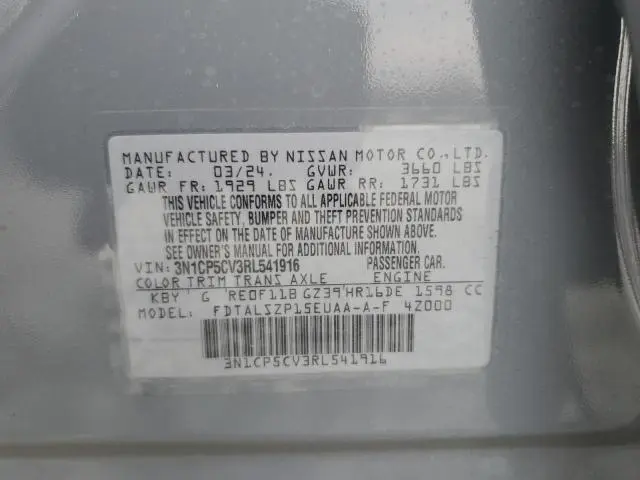 MANUFACTURED BY NISSAN MOTOR CO.,LTD.
DATE: 03/24. GVWR: 3660 LBS
GAWR FR: 1929 LBS GAWR RR: 1731 LBS
THIS VEHICLE CONFORMS TO ALL APPLICABLE FEDERAL MOTOR
VEHICLE SAFETY, BUMPER AND THEFT PREVENTION STANDARDS
IN EFFECT ON THE DATE OF MANUFACTURE SHOWN ABOVE.
SEE OWNER'S MANUAL FOR ADDITIONAL INFORMATION.
VIN: 3N1CP5CV3RL541916 PASSENGER CAR.
COLOR TRIM TRANS AXLE ENGINE
KBY G RE0F11B GZ39 HR16DE 1598 CC
MODEL: FDTALSZP15EUAA-A-F 4Z000
3N1CP5CV3RL541916